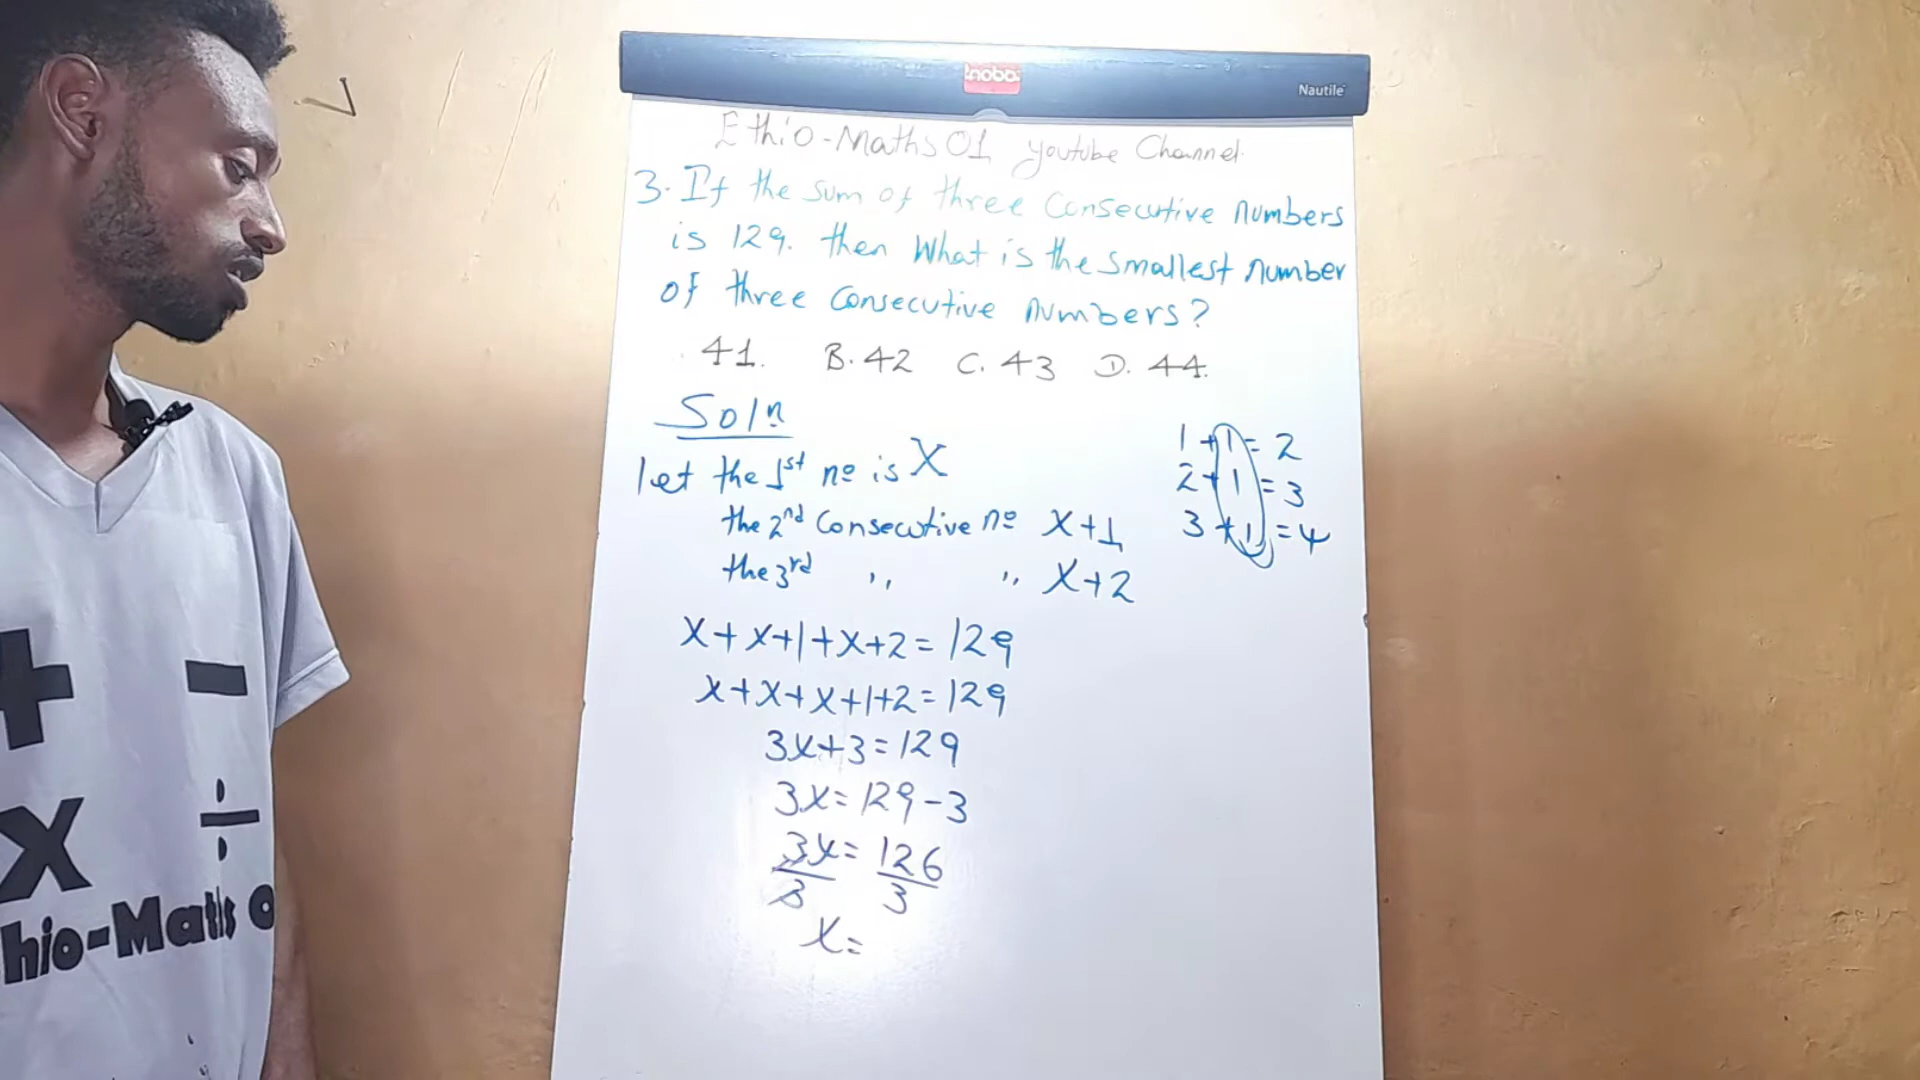 nobo
Nautile
Ethio-Maths01 youtube Channel
3. If the sum of three consecutive numbers
is 129. then What is the smallest number
of three consecutive numbers?
41. B. 42 C. 43 D. 44.
Soln
let the 1st no is X
the 2nd Consecutive no X+1
the 3rd ,, ,, X+2
X+X+1+X+2=129
X+X+X+1+2=129
3X+3=129
3X=129-3
3X = 126
3 3
X=
1+1=2
2+1=3
3+1=4
+ -
X ÷
hio-Maths 0